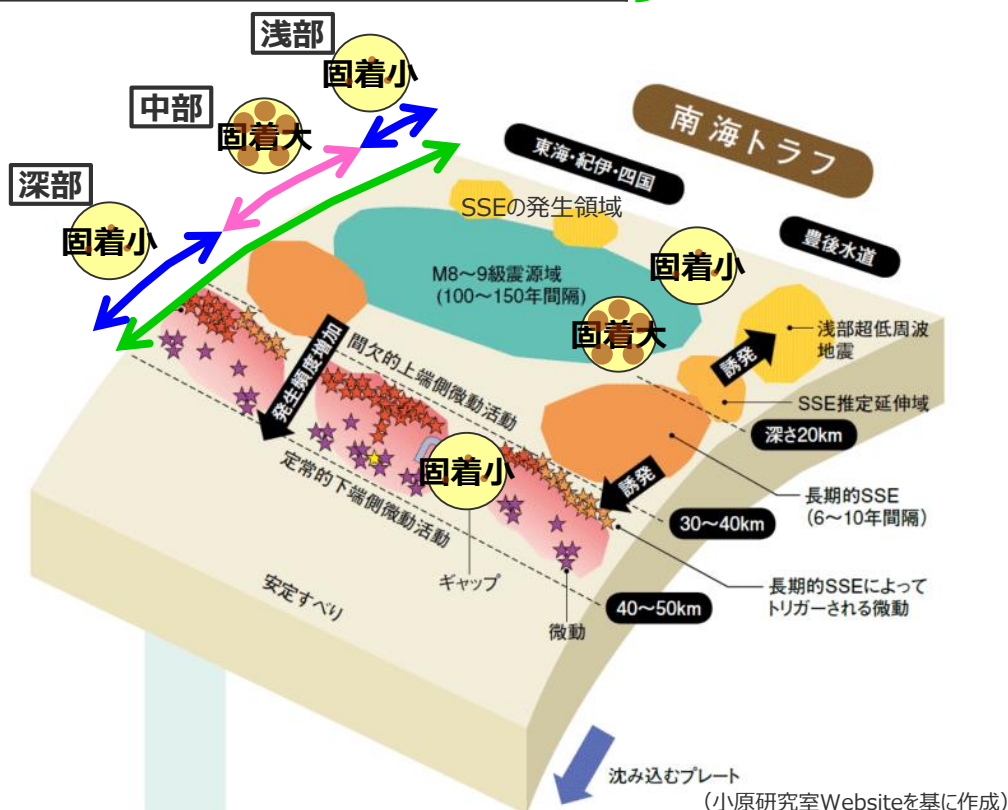 浅部
固着小
中部
固着大
深部
固着小
南海トラフ
東海・紀伊・四国
豊後水道
SSEの発生領域
M8〜9級震源域
(100〜150年間隔)
固着小
固着大
浅部超低周波
地震
誘発
SSE推定延伸域
深さ20km
発生頻度増加
間欠的上端側微動活動
定常的下端側微動活動
固着小
誘発
長期的SSE
(6〜10年間隔)
30〜40km
ギャップ
長期的SSEによって
トリガーされる微動
40〜50km
微動
安定すべり
沈み込むプレート
(小原研究室Websiteを基に作成)